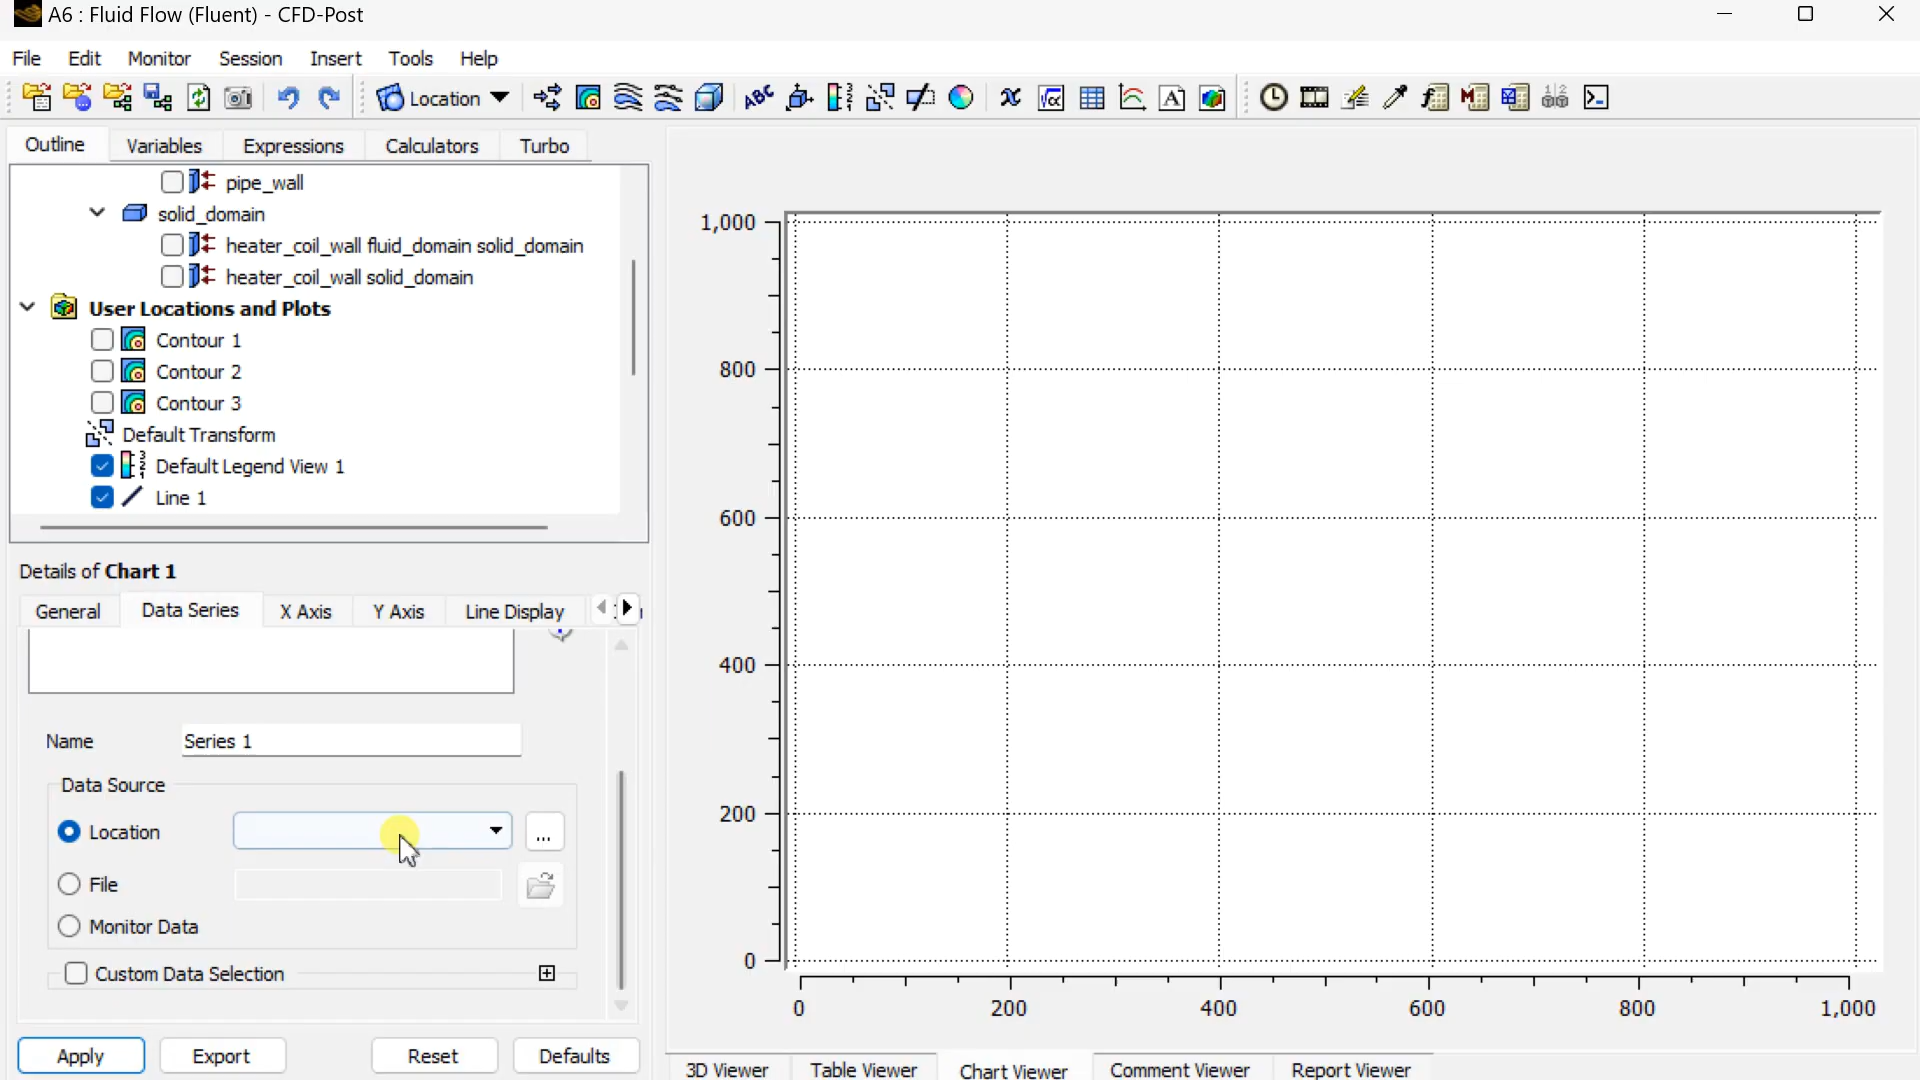 A6 : Fluid Flow (Fluent) - CFD-Post
File Edit Monitor Session Insert Tools Help
Location
Outline Variables Expressions Calculators Turbo
pipe_wall
solid_domain
heater_coil_wall fluid_domain solid_domain
heater_coil_wall solid_domain
User Locations and Plots
Contour 1
Contour 2
Contour 3
Default Transform
Default Legend View 1
Line 1
Details of Chart 1
General Data Series X Axis Y Axis Line Display
Name Series 1
Data Source
Location ...
File
Monitor Data
Custom Data Selection
Apply Export Reset Defaults
1,000
800
600
400
200
0
0 200 400 600 800 1,000
3D Viewer Table Viewer Chart Viewer Comment Viewer Report Viewer